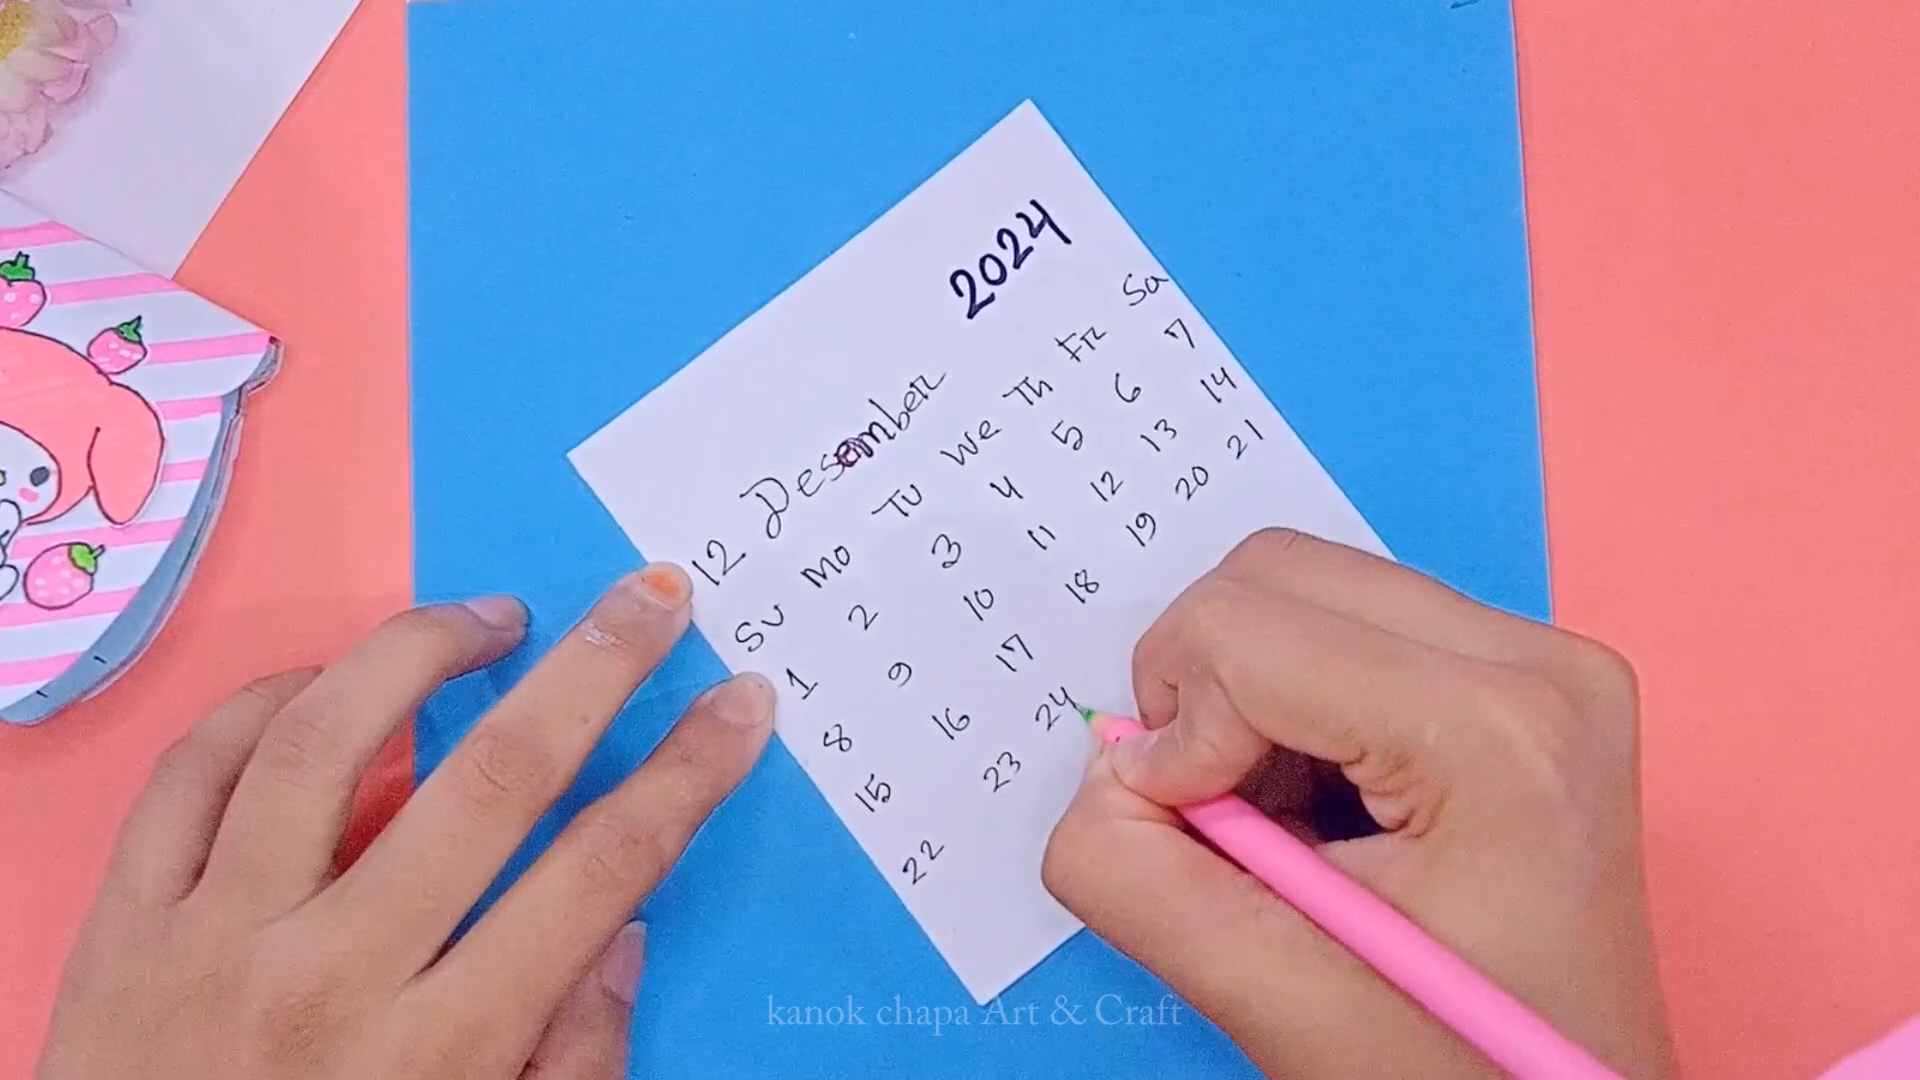 2024
12 Desember
Su Mo Tu We Th Fr Sa
1 2 3 4 5 6 7
8 9 10 11 12 13 14
15 16 17 18 19 20 21
22 23 24
kanok chapa Art & Craft